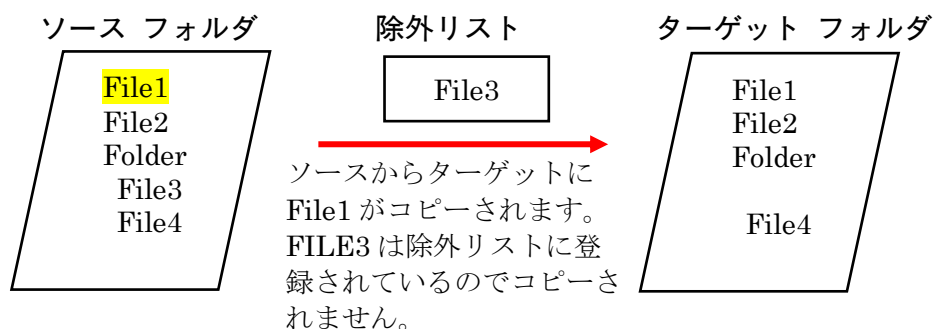 ソース フォルダ
File1
File2
Folder
File3
File4
除外リスト
File3
ソースからターゲットに
File1 がコピーされます。
FILE3 は除外リストに登
録されているのでコピーさ
れません。
ターゲット フォルダ
File1
File2
Folder
File4